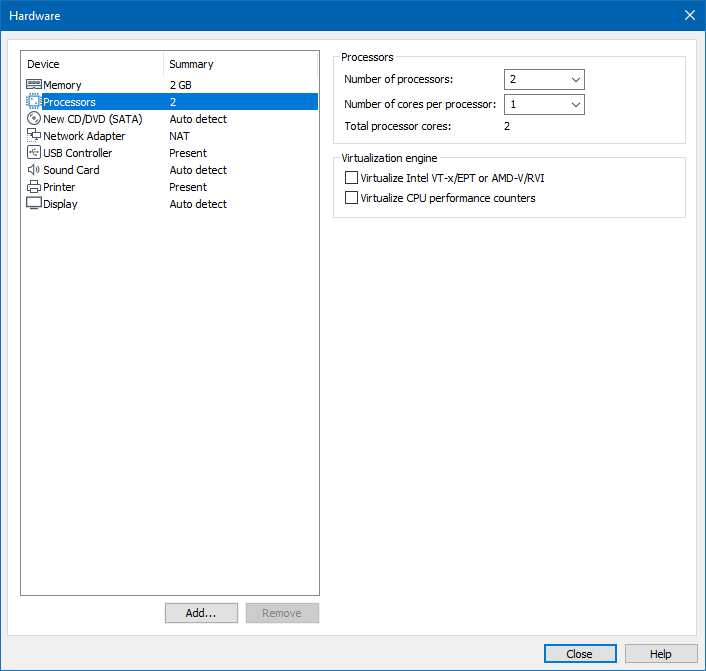 Hardware
Device Summary
Memory 2 GB
Processors 2
New CD/DVD (SATA) Auto detect
Network Adapter NAT
USB Controller Present
Sound Card Auto detect
Printer Present
Display Auto detect
Add...
Remove
Processors
Number of processors: 2
Number of cores per processor: 1
Total processor cores: 2
Virtualization engine
Virtualize Intel VT-x/EPT or AMD-V/RVI
Virtualize CPU performance counters
Close
Help